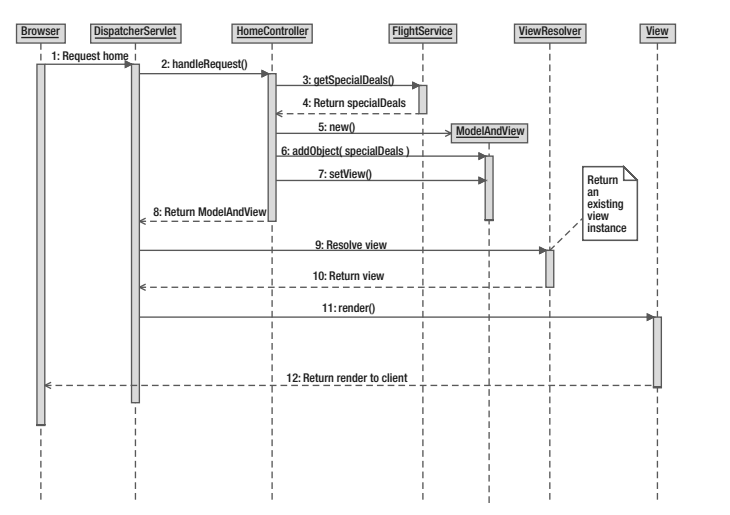 Browser
DispatcherServlet
HomeController
FlightService
ViewResolver
View
1: Request home
2: handleRequest()
3: getSpecialDeals()
4: Return specialDeals
5: new()
ModelAndView
6: addObject( specialDeals )
7: setView()
Return
an
existing
view
instance
8: Return ModelAndView
9: Resolve view
10: Return view
11: render()
12: Return render to client